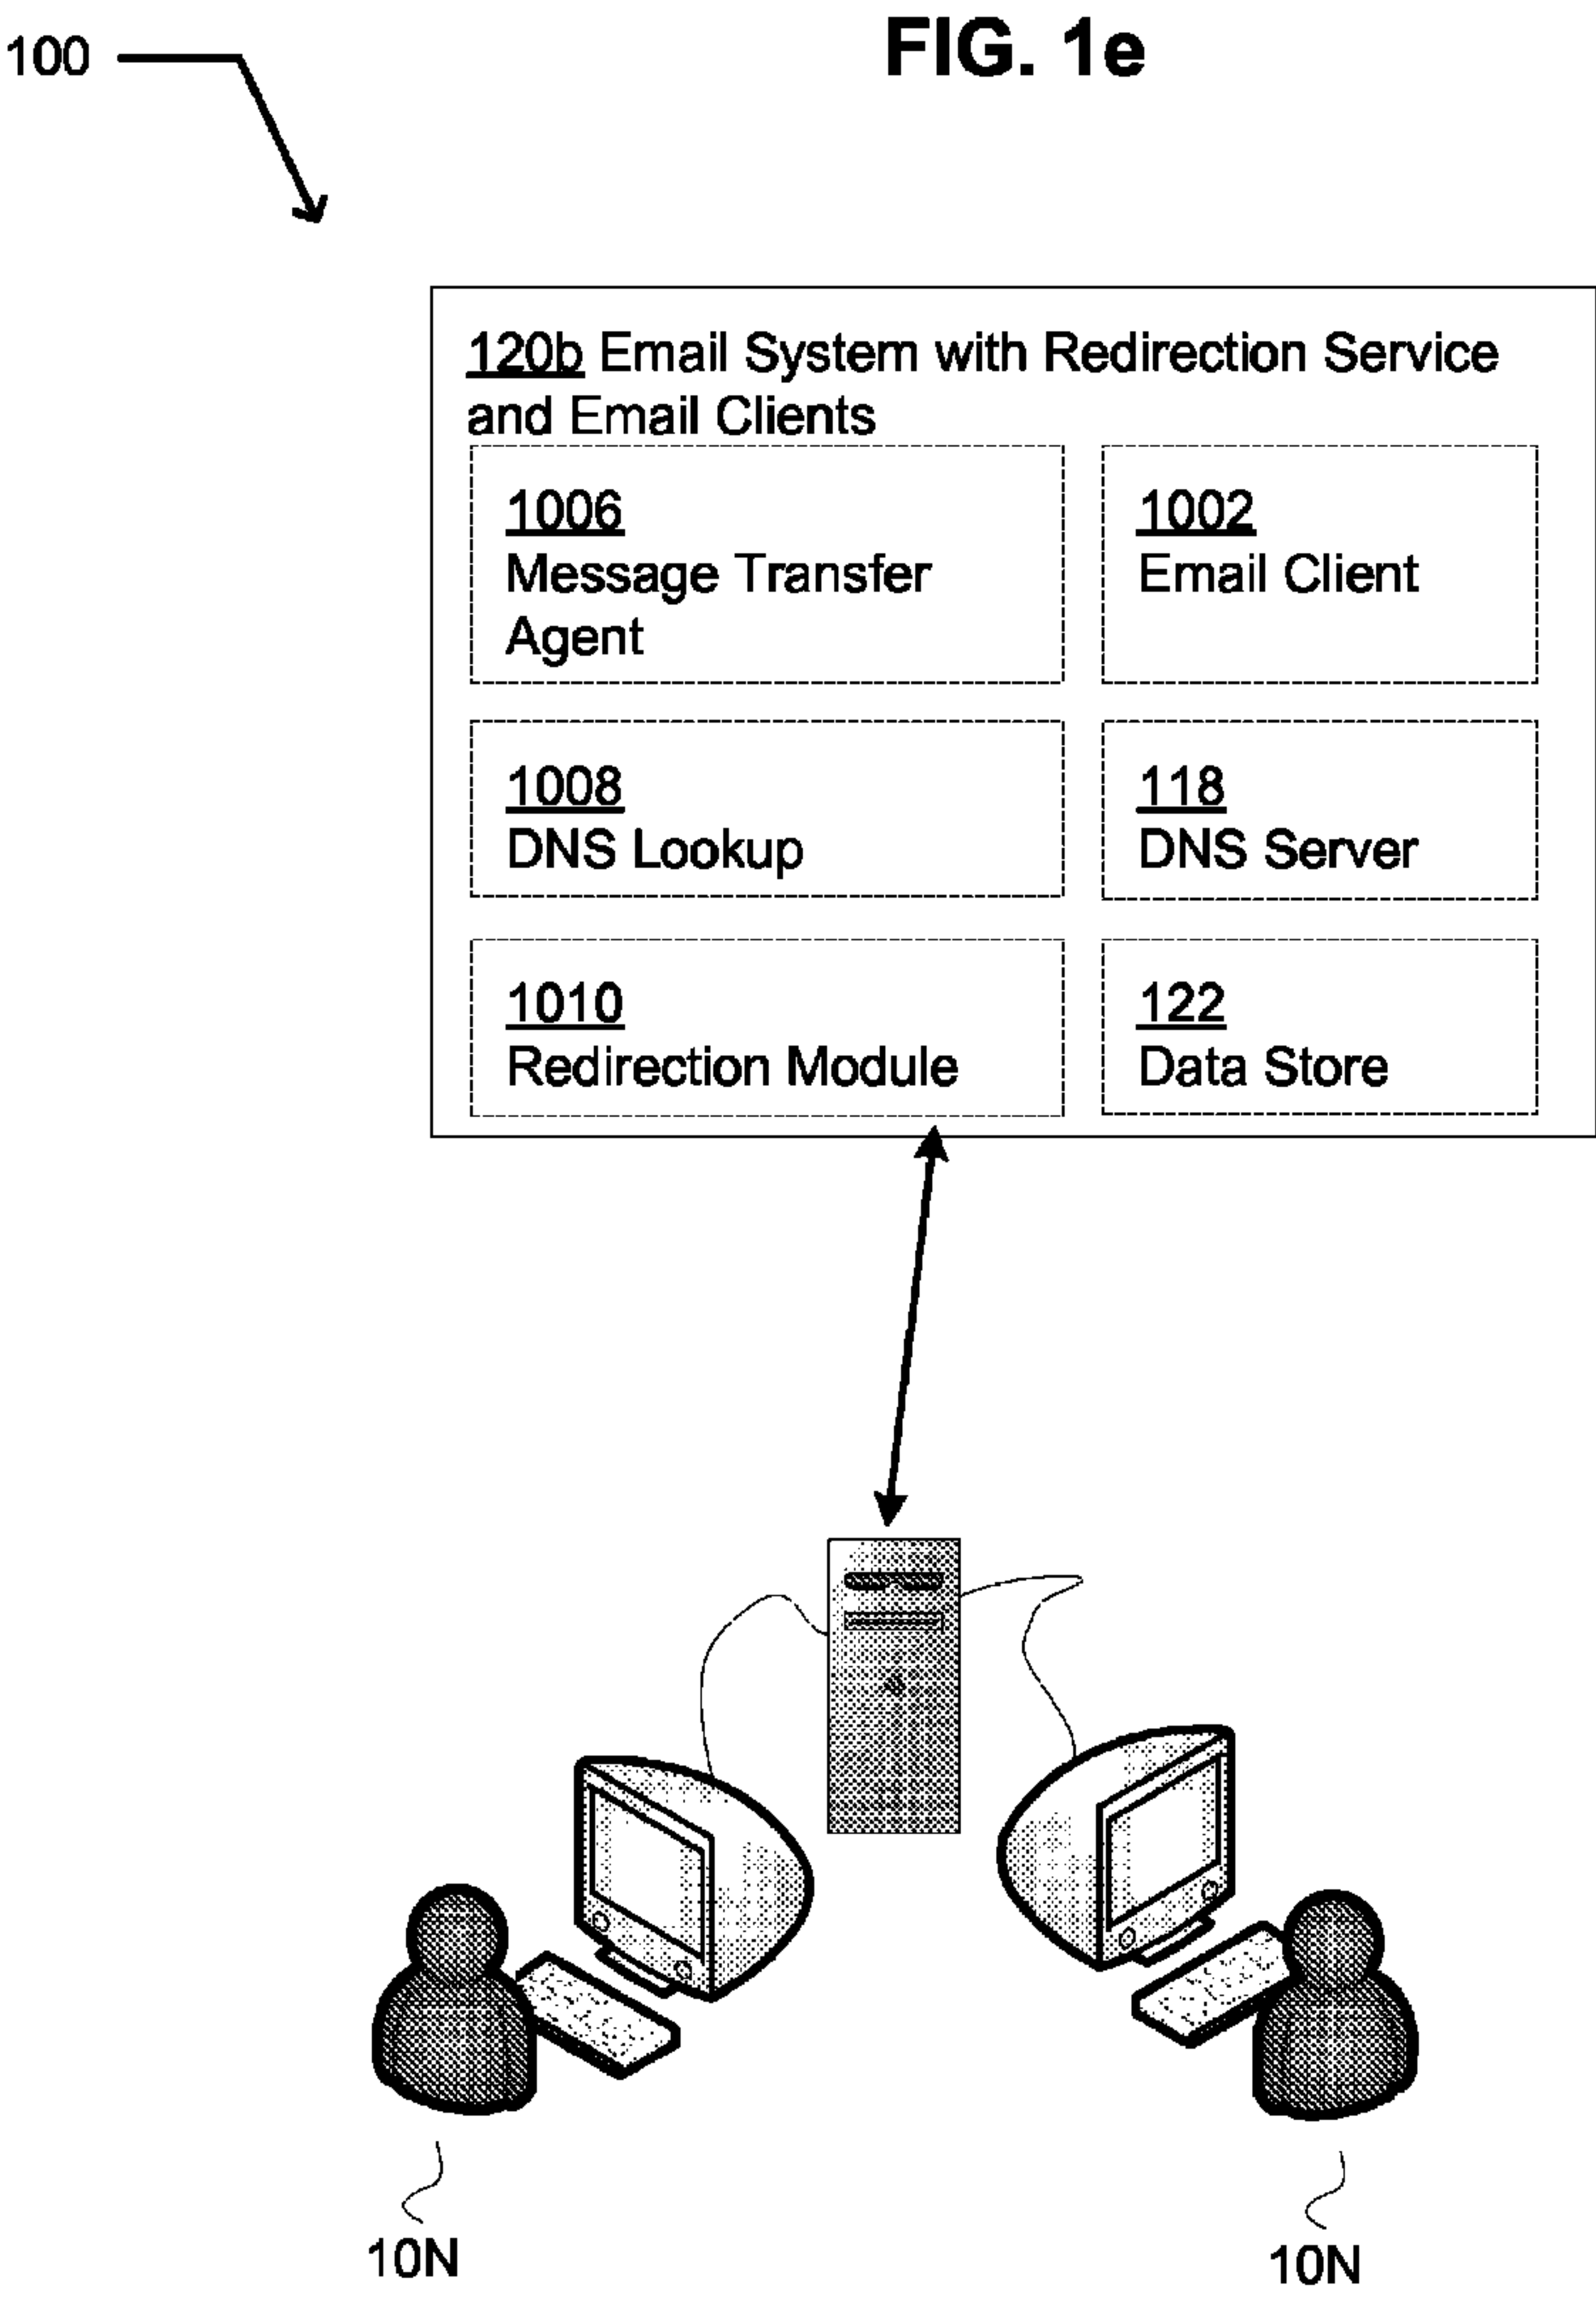 FIG. 1e
100
120b Email System with Redirection Service
and Email Clients
1006
Message Transfer
Agent
1002
Email Client
1008
DNS Lookup
118
DNS Server
1010
Redirection Module
122
Data Store
10N
10N